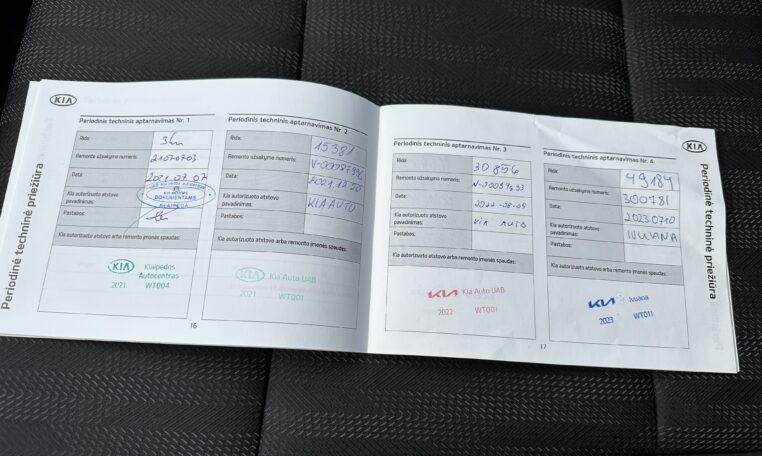 KIA
Periodinė techninė priežiūra
Periodinis techninis aptarnavimas Nr. 1
Rida:
3km
Remonto užsakymo numeris:
21070703
Data:
2021.07.07
Kia autorizuoto atstovo pavadinimas:
DOKUMENTAMS
KLAIPĖDA
Pastabos:
Kia autorizuoto atstovo arba remonto įmonės spaudas:
KIA Klaipėdos
Autocentras
2021 WT004
Periodinis techninis aptarnavimas Nr. 2
Rida:
15381
Remonto užsakymo numeris:
Data:
2021.12.20
Kia autorizuoto atstovo pavadinimas:
KIA AUTO
Pastabos:
Kia autorizuoto atstovo arba remonto įmonės spaudas:
KIA Kia Auto UAB
2021 WT001
16
Periodinis techninis aptarnavimas Nr. 3
Rida:
30 856
Remonto užsakymo numeris:
Data:
Kia autorizuoto atstovo pavadinimas:
KIA AUTO
Pastabos:
Kia autorizuoto atstovo arba remonto įmonės spaudas:
KIA Kia Auto UAB
2022 WT001
Periodinis techninis aptarnavimas Nr. 4
Rida:
49184
Remonto užsakymo numeris:
300781
Data:
20230710
Kia autorizuoto atstovo pavadinimas:
IVVANA
Pastabos:
Kia autorizuoto atstovo arba remonto įmonės spaudas:
KIA Ivuana
2023 WT011
17
KIA
Periodinė techninė priežiūra